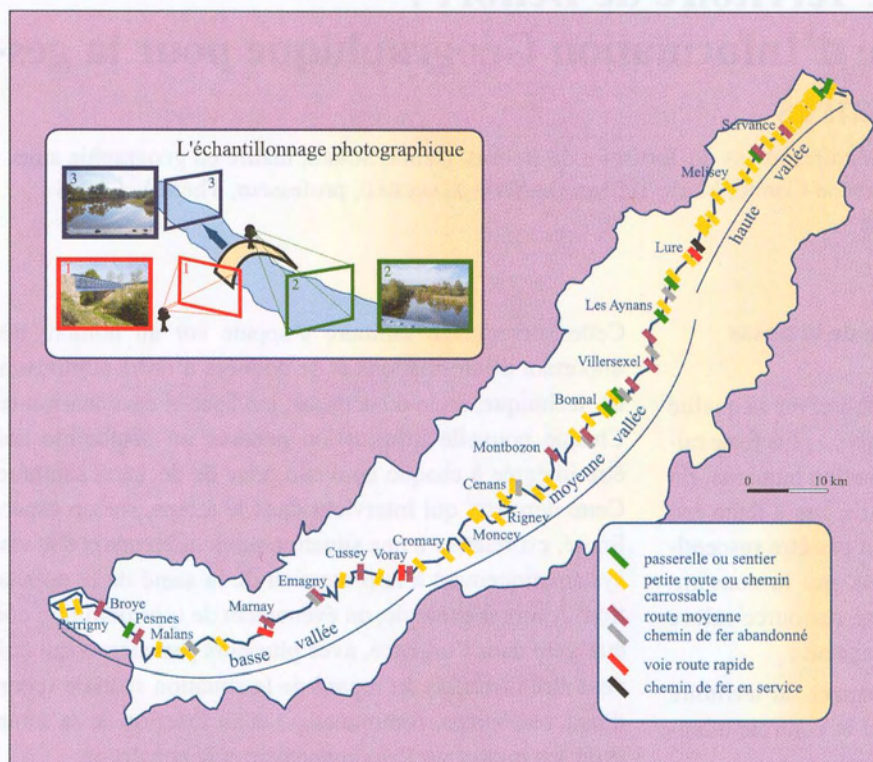 L'échantillonnage photographique
3
3
1
1
2
2
Servance
Melisey
haute
vallée
Lure
Les Aynans
Villersexel
Bonnal
Montbozon
moyenne
vallée
Cenans
Rigney
Moncey
Cromary
Voray
Cussey
Emagny
Marnay
basse
vallée
Malans
Pesmes
Broye
Perrigny
0 10 km
passerelle ou sentier
petite route ou chemin
carrossable
route moyenne
chemin de fer abandonné
voie route rapide
chemin de fer en service